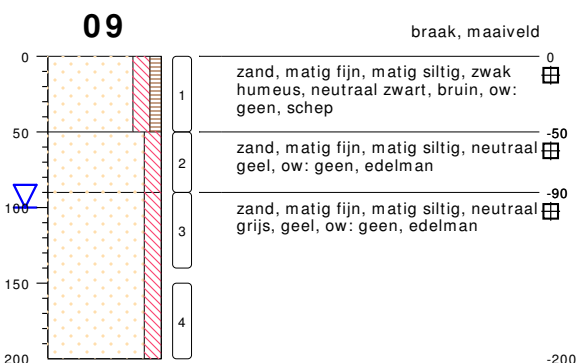 09
braak, maaiveld
0
0
zand, matig fijn, matig siltig, zwak
humeus, neutraal zwart, bruin, ow:
geen, schep
1
50
-50
zand, matig fijn, matig siltig, neutraal
geel, ow: geen, edelman
2
-90
100
zand, matig fijn, matig siltig, neutraal
grijs, geel, ow: geen, edelman
3
150
4
200
-200